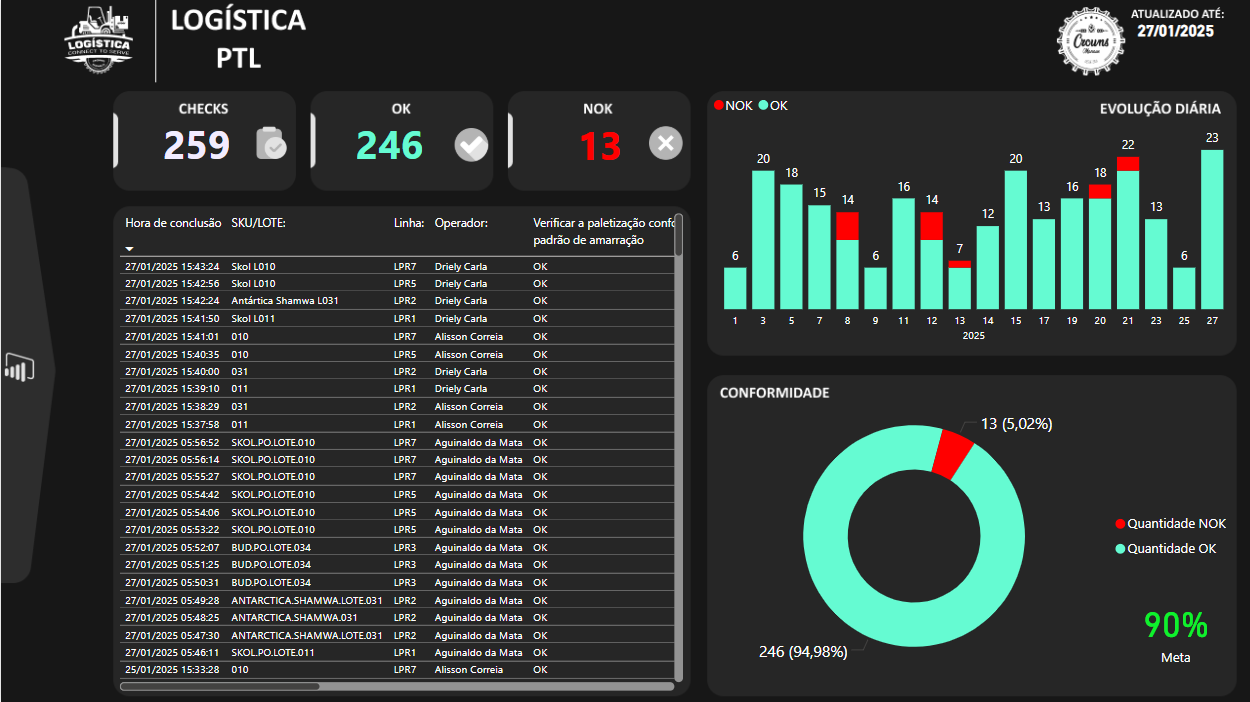 LOGÍSTICA
CONNECT TO SERVE
LOGÍSTICA
PTL
Crowns
Manaus
ATUALIZADO ATÉ:
27/01/2025
CHECKS
259
OK
246
NOK
13
Hora de conclusão SKU/LOTE: Linha: Operador: Verificar a paletização confo
padrão de amarração
27/01/2025 15:43:24 Skol L010 LPR7 Driely Carla OK
27/01/2025 15:42:56 Skol L010 LPR5 Driely Carla OK
27/01/2025 15:42:24 Antártica Shamwa L031 LPR2 Driely Carla OK
27/01/2025 15:41:50 Skol L011 LPR1 Driely Carla OK
27/01/2025 15:41:01 010 LPR7 Alisson Correia OK
27/01/2025 15:40:35 010 LPR5 Alisson Correia OK
27/01/2025 15:40:00 031 LPR2 Driely Carla OK
27/01/2025 15:39:10 011 LPR1 Driely Carla OK
27/01/2025 15:38:29 031 LPR2 Alisson Correia OK
27/01/2025 15:37:58 011 LPR1 Alisson Correia OK
27/01/2025 05:56:52 SKOL.PO.LOTE.010 LPR7 Aguinaldo da Mata OK
27/01/2025 05:56:14 SKOL.PO.LOTE.010 LPR7 Aguinaldo da Mata OK
27/01/2025 05:55:27 SKOL.PO.LOTE.010 LPR7 Aguinaldo da Mata OK
27/01/2025 05:54:42 SKOL.PO.LOTE.010 LPR5 Aguinaldo da Mata OK
27/01/2025 05:54:06 SKOL.PO.LOTE.010 LPR5 Aguinaldo da Mata OK
27/01/2025 05:53:22 SKOL.PO.LOTE.010 LPR5 Aguinaldo da Mata OK
27/01/2025 05:52:07 BUD.PO.LOTE.034 LPR3 Aguinaldo da Mata OK
27/01/2025 05:51:25 BUD.PO.LOTE.034 LPR3 Aguinaldo da Mata OK
27/01/2025 05:50:31 BUD.PO.LOTE.034 LPR3 Aguinaldo da Mata OK
27/01/2025 05:49:28 ANTARCTICA.SHAMWA.LOTE.031 LPR2 Aguinaldo da Mata OK
27/01/2025 05:48:25 ANTARCTICA.SHAMWA.031 LPR2 Aguinaldo da Mata OK
27/01/2025 05:47:30 ANTARCTICA.SHAMWA.LOTE.031 LPR2 Aguinaldo da Mata OK
27/01/2025 05:46:11 SKOL.PO.LOTE.011 LPR1 Aguinaldo da Mata OK
25/01/2025 15:33:28 010 LPR7 Alisson Correia OK
NOK OK
EVOLUÇÃO DIÁRIA
6 20 18 15 14 6 16 14 7 12 20 13 16 18 22 13 6 23
1 3 5 7 8 9 11 12 13 14 15 17 19 20 21 23 25 27
2025
CONFORMIDADE
13 (5,02%)
246 (94,98%)
Quantidade NOK
Quantidade OK
90%
Meta